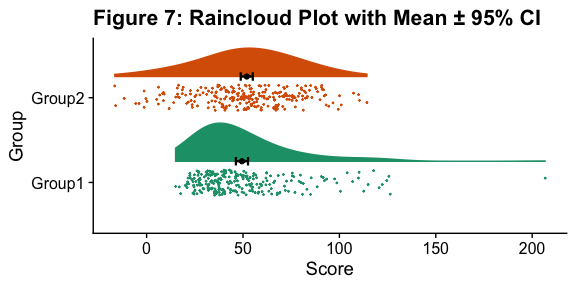 Figure 7: Raincloud Plot with Mean ± 95% CI
Group
Group2
Group1
0 50 100 150 200
Score